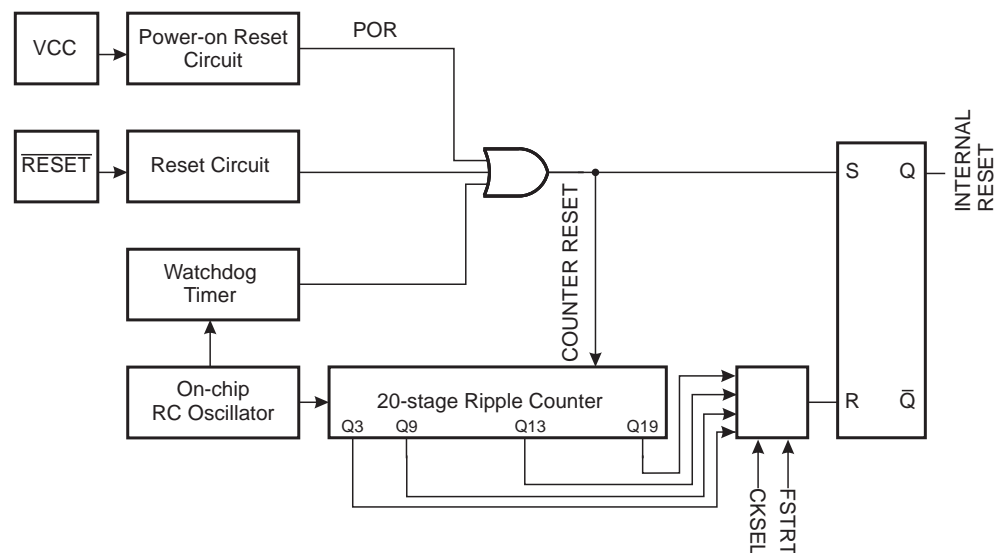 VCC
Power-on Reset
Circuit
POR
R̅E̅S̅E̅T̅
Reset Circuit
Watchdog
Timer
On-chip
RC Oscillator
COUNTER RESET
20-stage Ripple Counter
Q3
Q9
Q13
Q19
CKSEL
FSTRT
S
Q
R
Q̅
INTERNAL
RESET